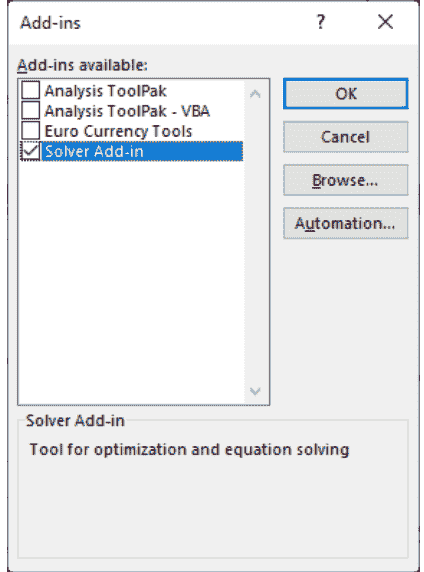 Add-ins ?
Add-ins available:
Analysis ToolPak
Analysis ToolPak - VBA
Euro Currency Tools
Solver Add-in
OK
Cancel
Browse...
Automation...
Solver Add-in
Tool for optimization and equation solving